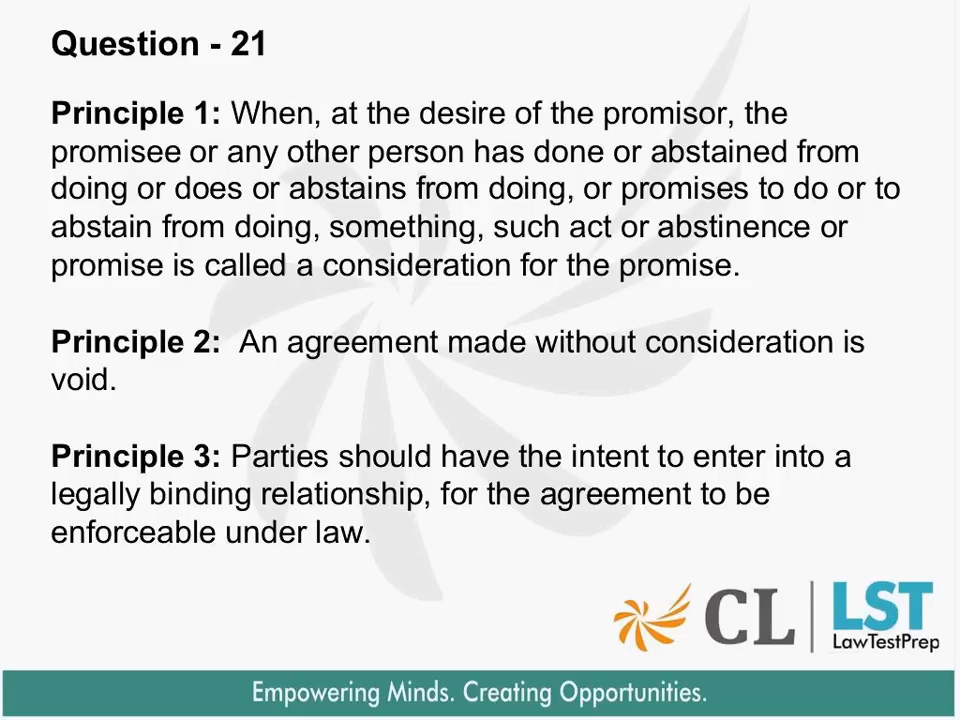 Question - 21
Principle 1: When, at the desire of the promisor, the
promisee or any other person has done or abstained from
doing or does or abstains from doing, or promises to do or to
abstain from doing, something, such act or abstinence or
promise is called a consideration for the promise.
Principle 2: An agreement made without consideration is
void.
Principle 3: Parties should have the intent to enter into a
legally binding relationship, for the agreement to be
enforceable under law.
CL | LST
LawTestPrep
Empowering Minds. Creating Opportunities.